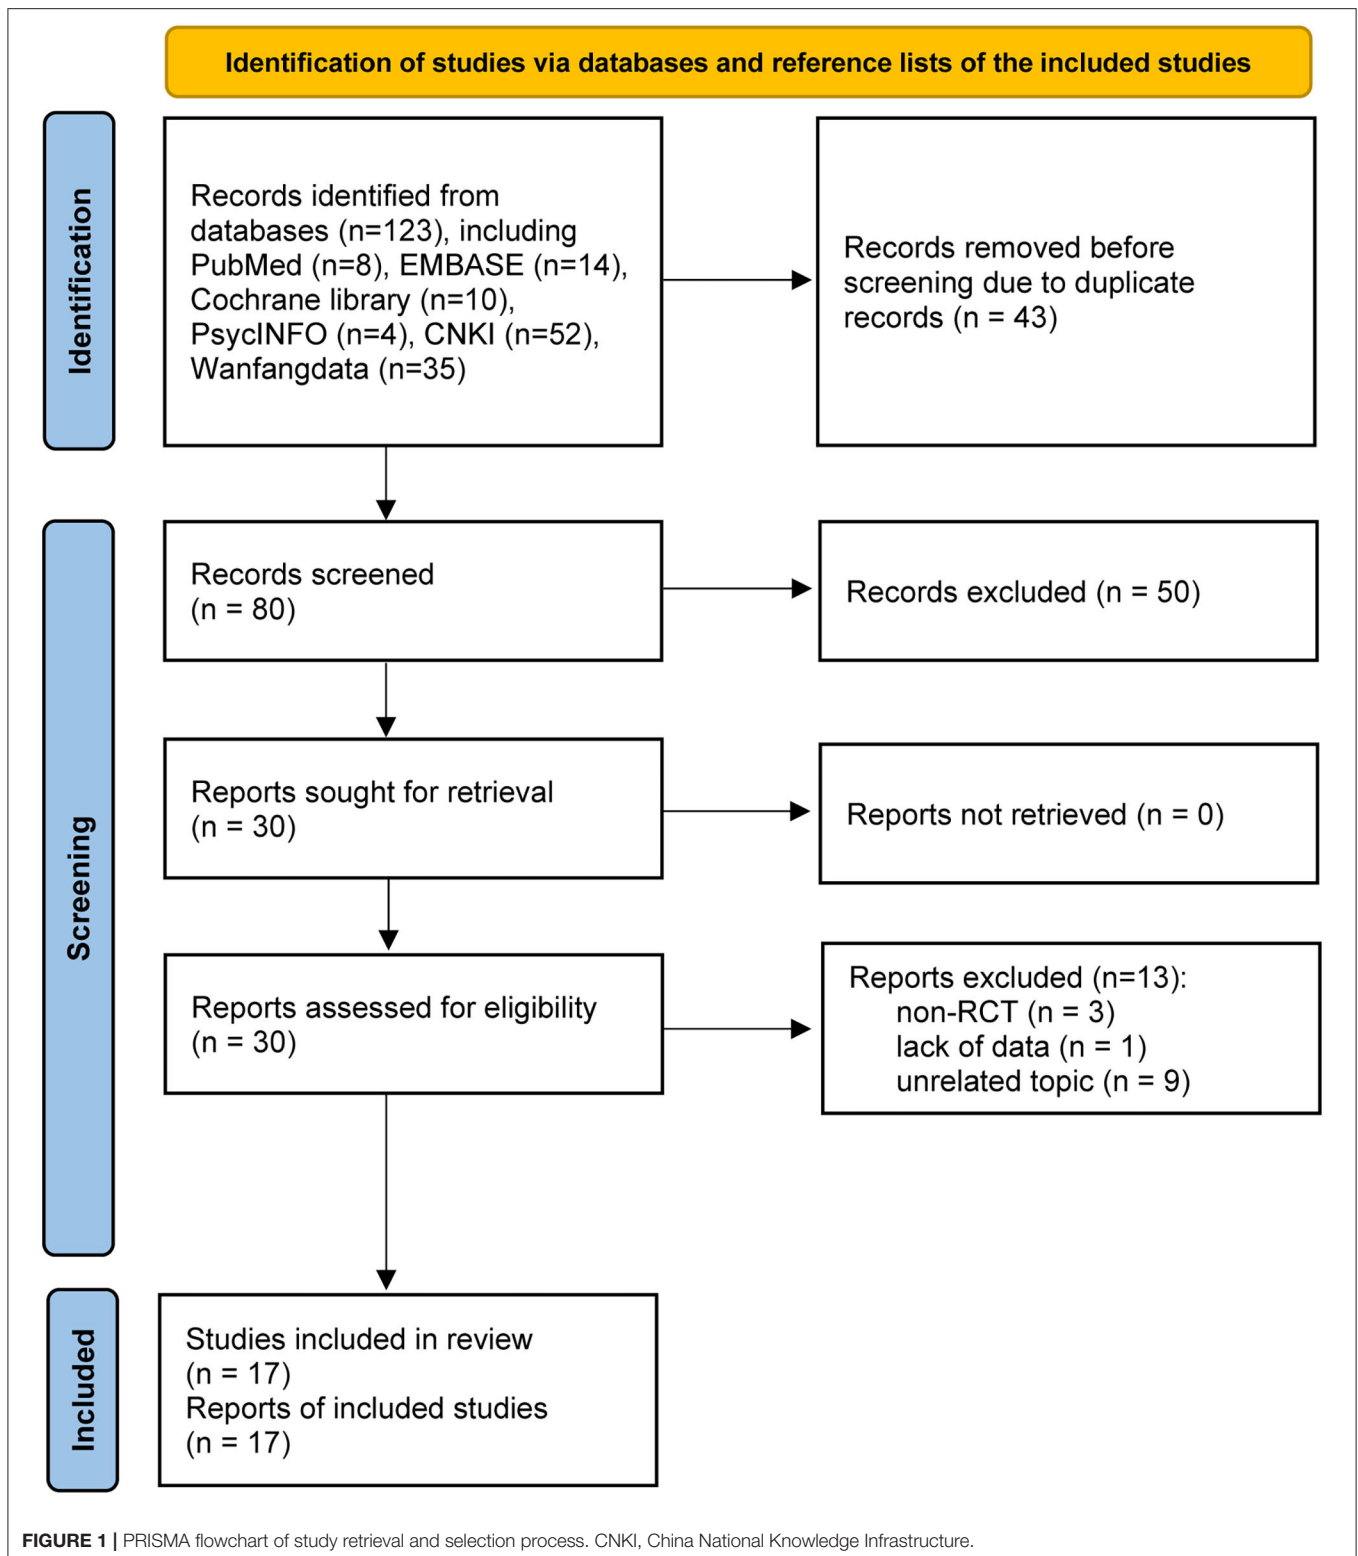 Identification of studies via databases and reference lists of the included studies
Identification
Records identified from
databases (n=123), including
PubMed (n=8), EMBASE (n=14),
Cochrane library (n=10),
PsycINFO (n=4), CNKI (n=52),
Wanfangdata (n=35)
Records removed before
screening due to duplicate
records (n = 43)
Screening
Records screened
(n = 80)
Records excluded (n = 50)
Reports sought for retrieval
(n = 30)
Reports not retrieved (n = 0)
Reports assessed for eligibility
(n = 30)
Reports excluded (n=13):
non-RCT (n = 3)
lack of data (n = 1)
unrelated topic (n = 9)
Included
Studies included in review
(n = 17)
Reports of included studies
(n = 17)
FIGURE 1 | PRISMA flowchart of study retrieval and selection process. CNKI, China National Knowledge Infrastructure.